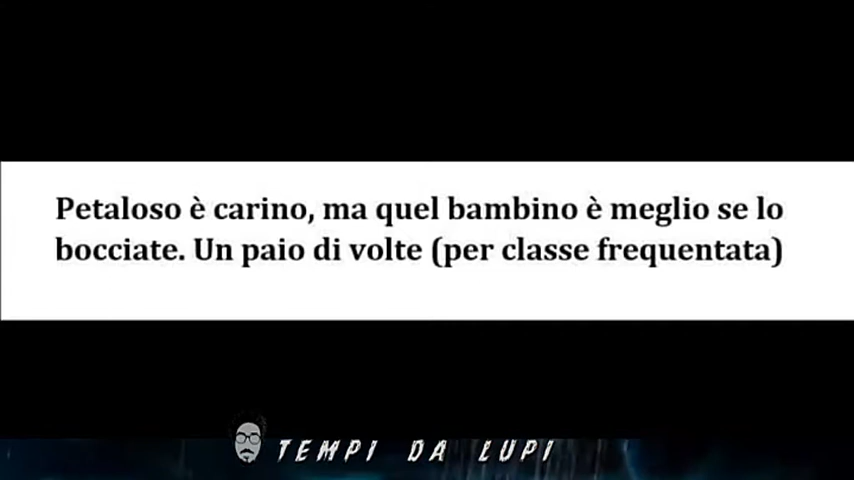 Petaloso è carino, ma quel bambino è meglio se lo
bocciate. Un paio di volte (per classe frequentata)
TEMPI DA LUPI